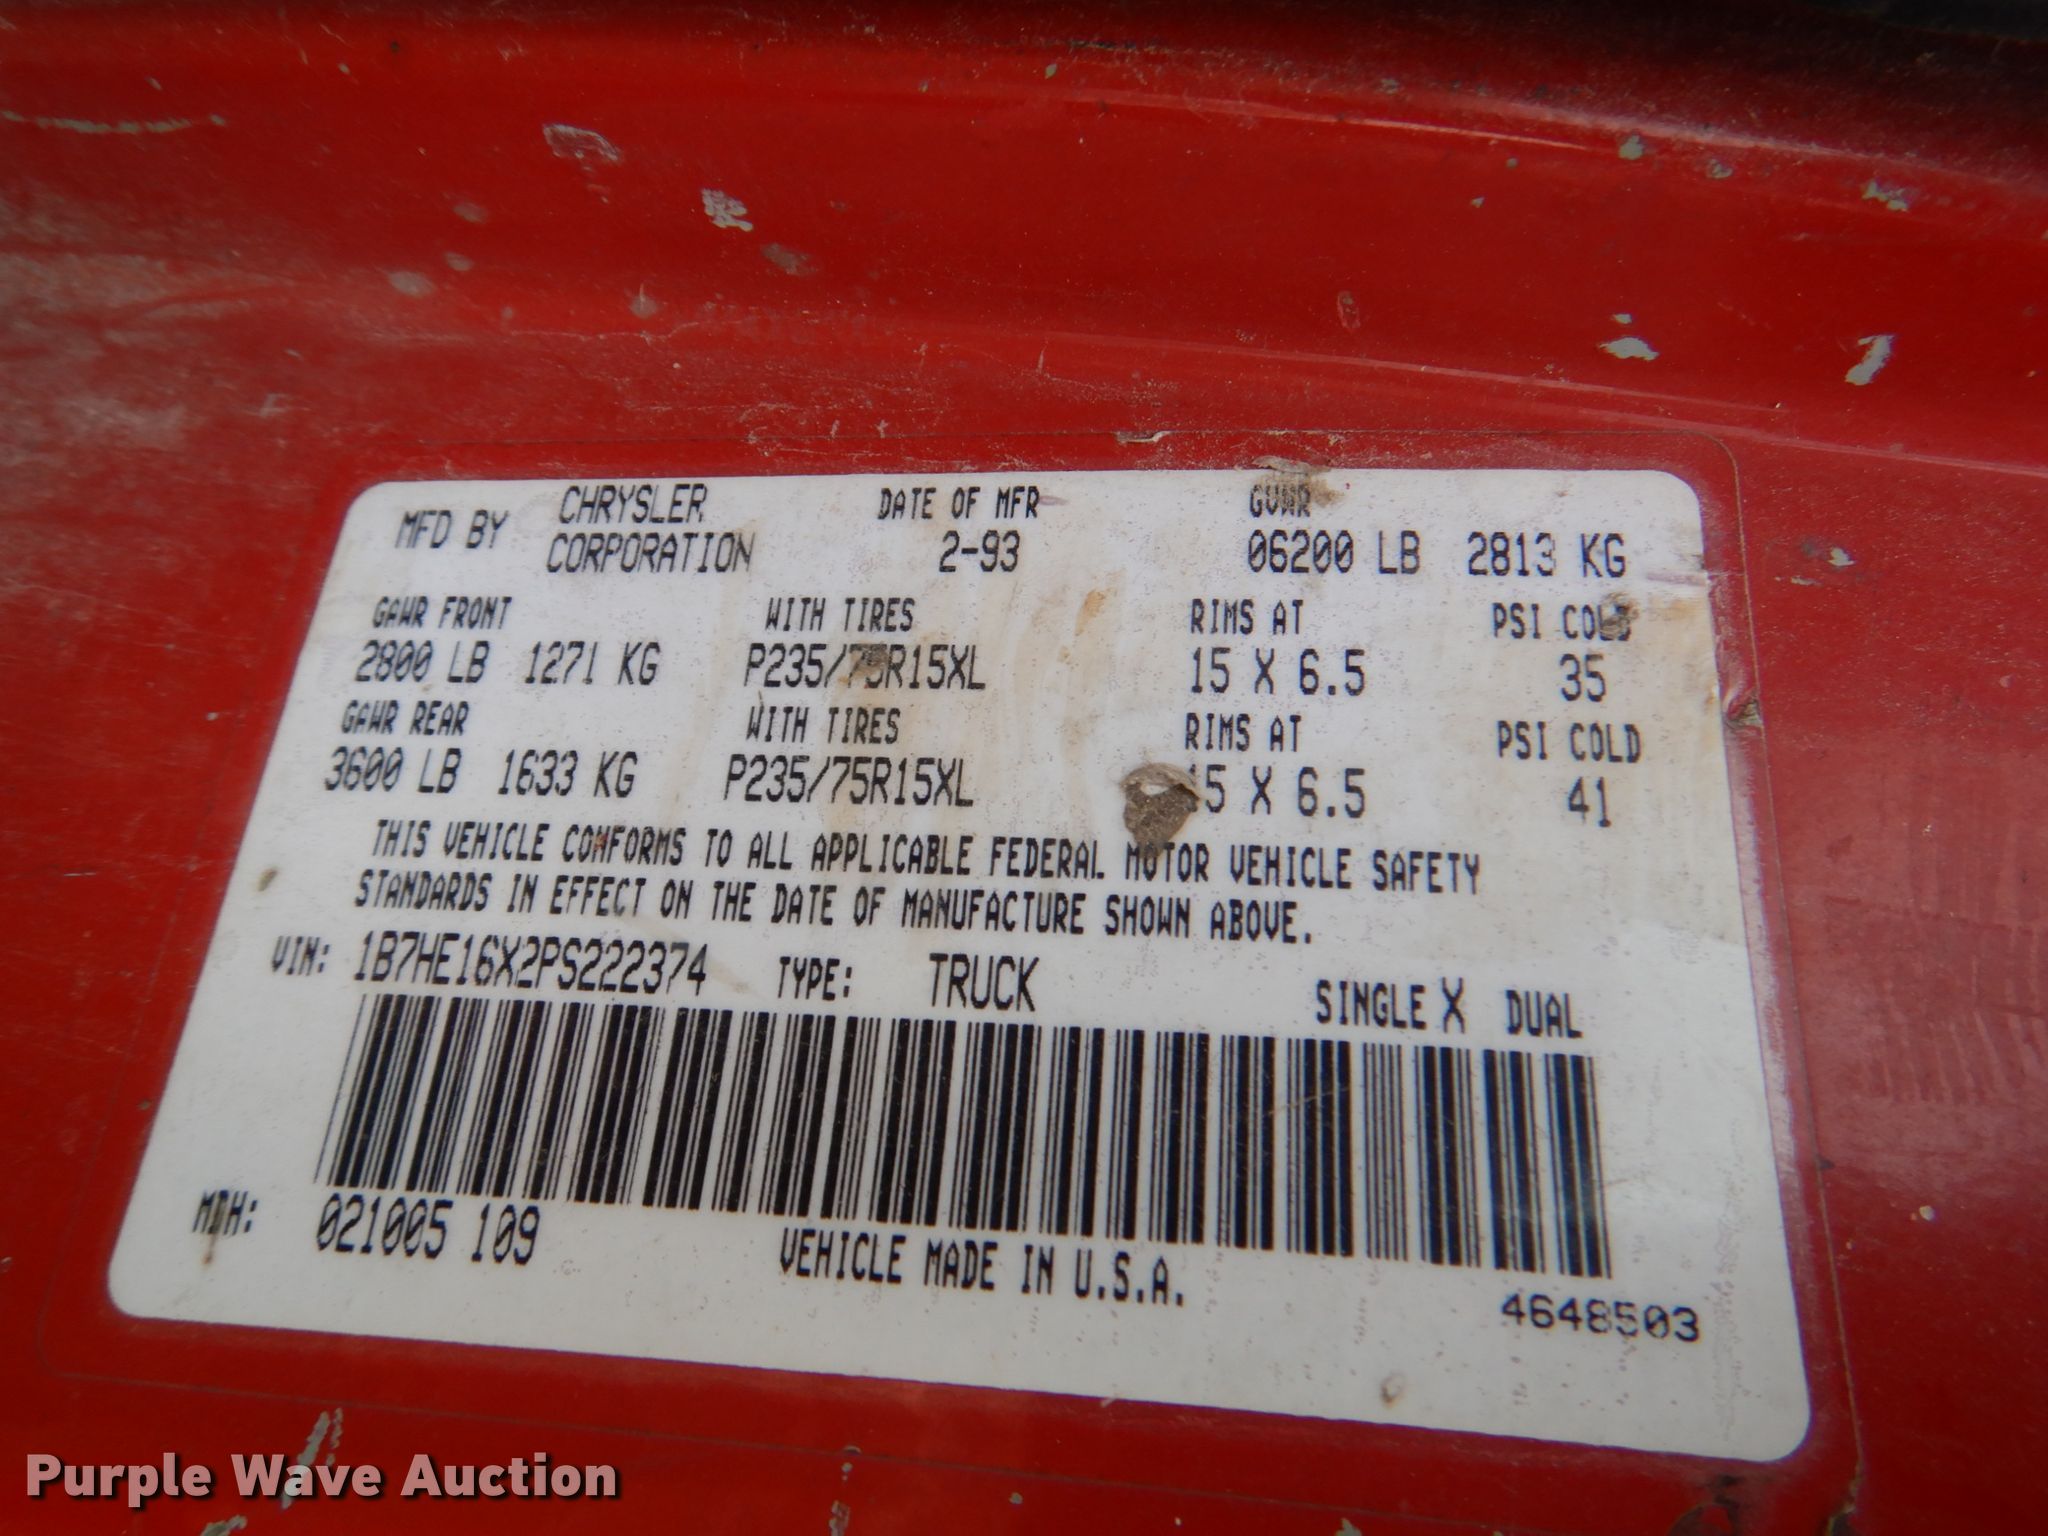 MFD BY CHRYSLER CORPORATION DATE OF MFR 2-93 GVWR 06200 LB 2813 KG
GAWR FRONT WITH TIRES RIMS AT PSI COLD
2800 LB 1271 KG P235/75R15XL 15 X 6.5 35
GAWR REAR WITH TIRES RIMS AT PSI COLD
3600 LB 1633 KG P235/75R15XL 15 X 6.5 41
THIS VEHICLE CONFORMS TO ALL APPLICABLE FEDERAL MOTOR VEHICLE SAFETY
STANDARDS IN EFFECT ON THE DATE OF MANUFACTURE SHOWN ABOVE.
VIN: 1B7HE16X2PS222374 TYPE: TRUCK SINGLE X DUAL
MDH: 021005 109 VEHICLE MADE IN U.S.A.
4648503
Purple Wave Auction